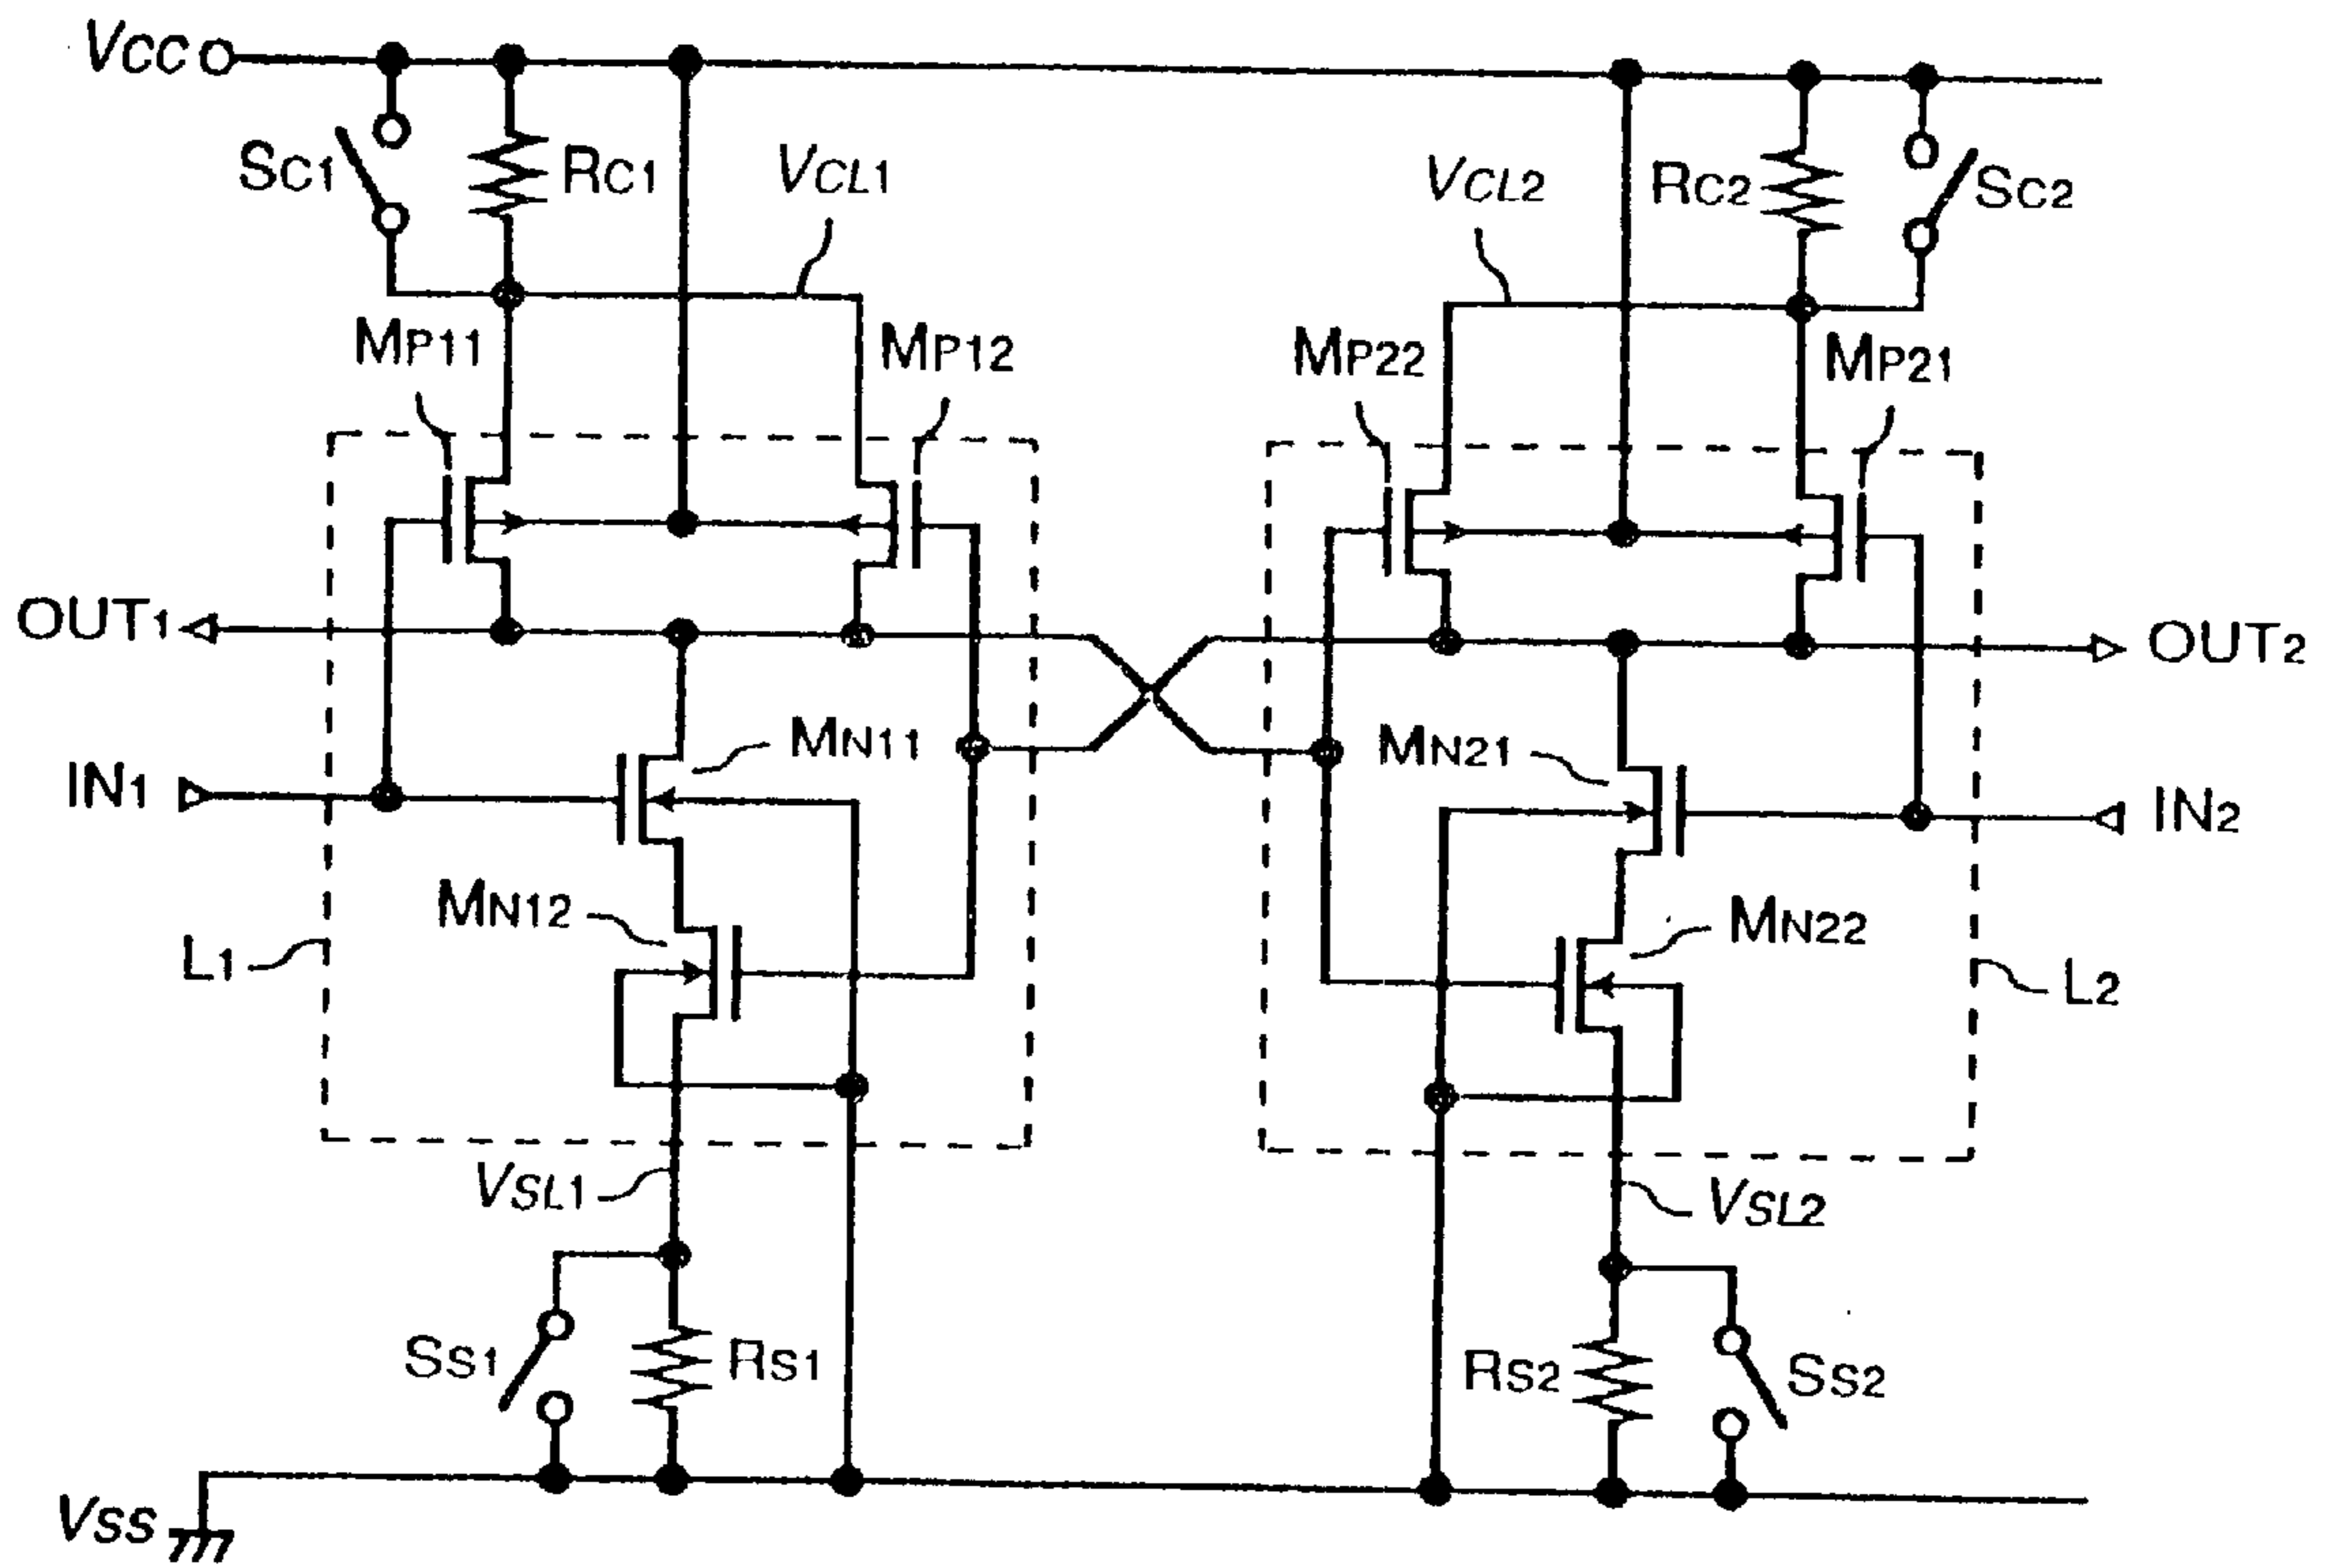 VCC
SC1
RC1
VCL1
VCL2
RC2
SC2
MP11
MP12
MP22
MP21
OUT1
OUT2
IN1
MN11
MN21
IN2
MN12
MN22
L1
L2
VSL1
VSL2
SS1
RS1
RS2
SS2
VSS